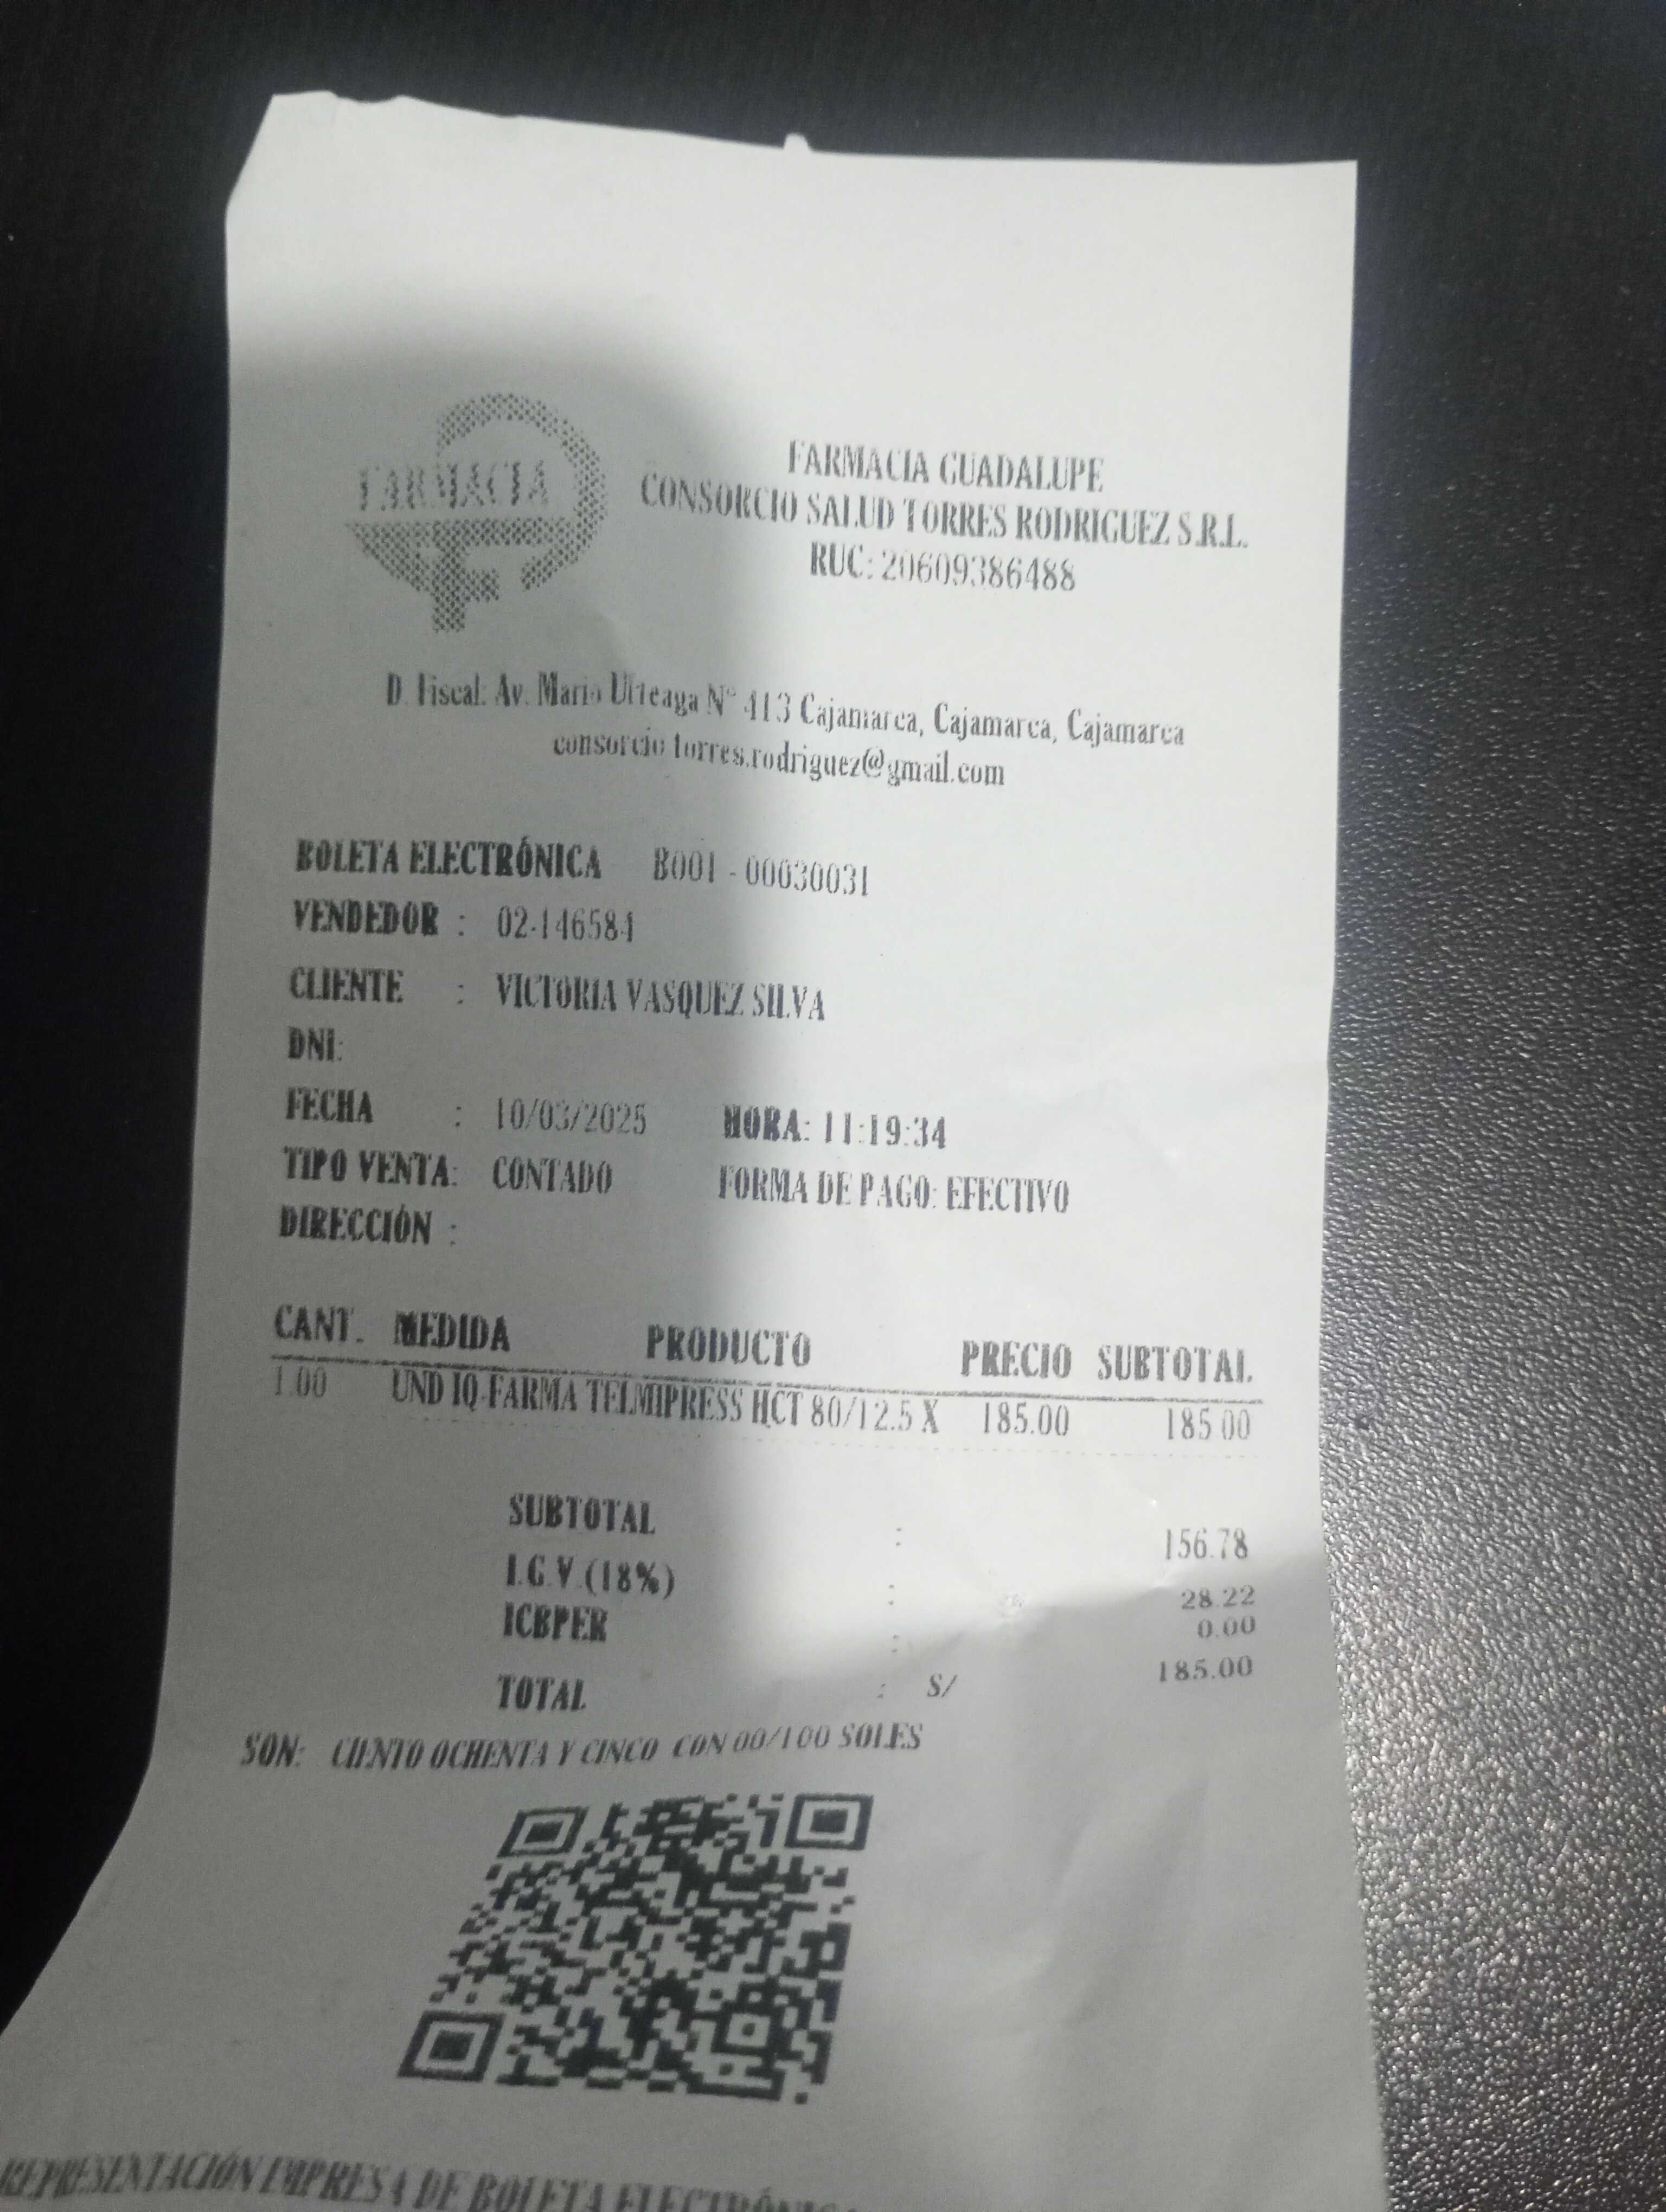 FARMACIA
FARMACIA GUADALUPE
CONSORCIO SALUD TORRES RODRIGUEZ S.R.L.
RUC: 20609386488
D. Fiscal: Av. Mario Urteaga N° 413 Cajamarca, Cajamarca, Cajamarca
consorcio.torres.rodriguez@gmail.com
BOLETA ELECTRÓNICA B001 - 00030031
VENDEDOR : 02-146584
CLIENTE : VICTORIA VASQUEZ SILVA
DNI:
FECHA : 10/03/2025 HORA: 11:19:34
TIPO VENTA: CONTADO FORMA DE PAGO: EFECTIVO
DIRECCIÓN :
CANT. MEDIDA PRODUCTO PRECIO SUBTOTAL
1.00 UND IQ-FARMA TELMIPRESS HCT 80/12.5 X 185.00 185.00
SUBTOTAL : 156.78
I.G.V.(18%) : 28.22
ICBPER : 0.00
TOTAL : S/ 185.00
SON: CIENTO OCHENTA Y CINCO CON 00/100 SOLES
REPRESENTACIÓN IMPRESA DE BOLETA ELECTRÓNICA